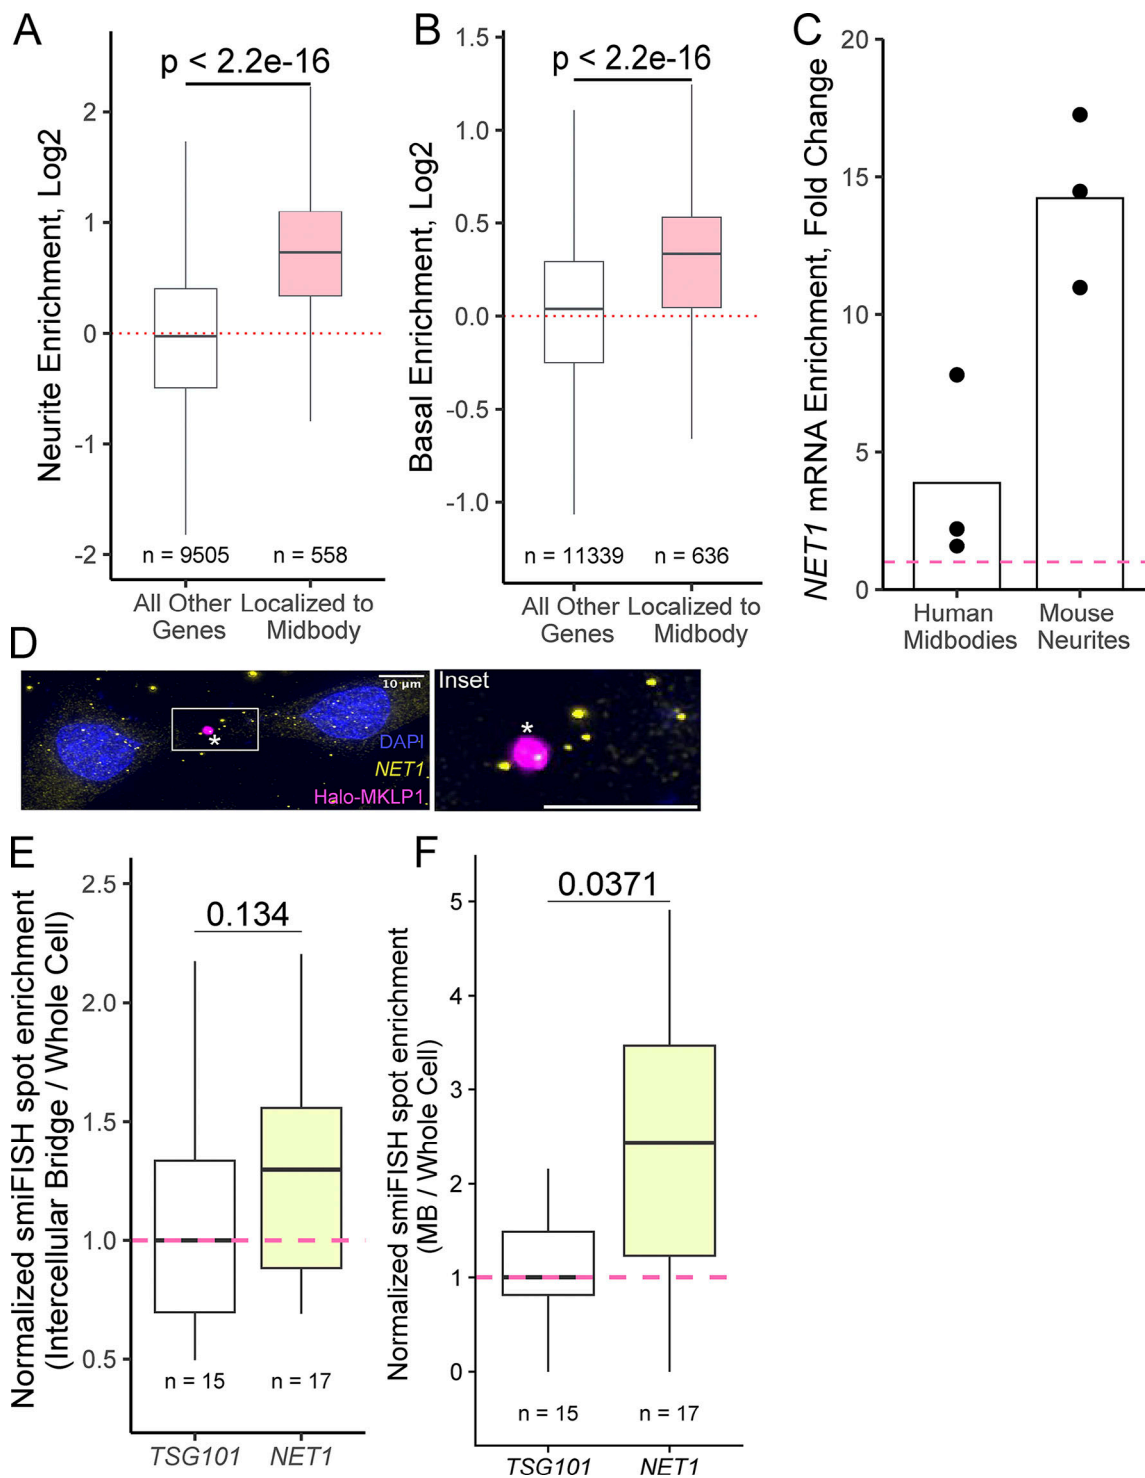 A
p < 2.2e-16
Neurite Enrichment, Log2
2
1
0
-1
-2
n = 9505
n = 558
All Other
Genes
Localized to
Midbody
B
p < 2.2e-16
Basal Enrichment, Log2
1.5
1.0
0.5
0.0
-0.5
-1.0
n = 11339
n = 636
All Other
Genes
Localized to
Midbody
C
NET1 mRNA Enrichment, Fold Change
20
15
10
5
0
Human
Midbodies
Mouse
Neurites
D
10 µm
*
DAPI
NET1
Halo-MKLP1
Inset
*
E
0.134
Normalized smiFISH spot enrichment
(Intercellular Bridge / Whole Cell)
2.5
2.0
1.5
1.0
0.5
n = 15
n = 17
TSG101
NET1
F
0.0371
Normalized smiFISH spot enrichment
(MB / Whole Cell)
5
4
3
2
1
0
n = 15
n = 17
TSG101
NET1